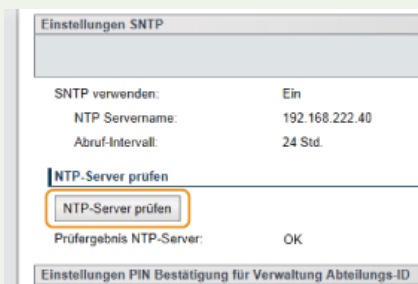 Einstellungen SNTP
SNTP verwenden: Ein
NTP Servername: 192.168.222.40
Abruf-Intervall: 24 Std.
NTP-Server prüfen
NTP-Server prüfen
Prüfergebnis NTP-Server: OK
Einstellungen PIN Bestätigung für Verwaltung Abteilungs-ID